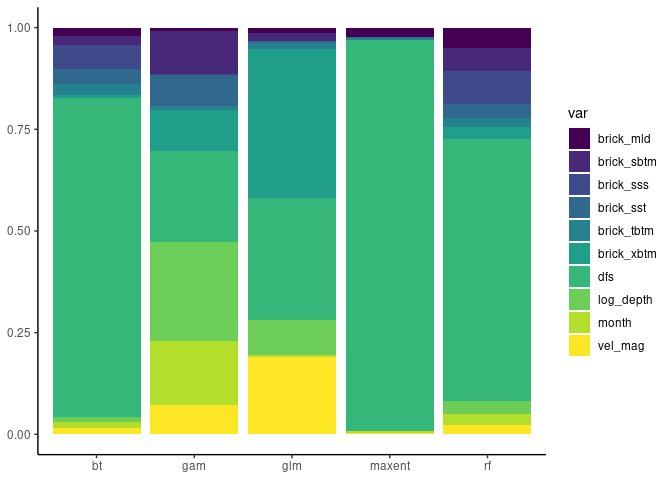 1.00
0.75
0.50
0.25
0.00
bt gam glm maxent rf
var
brick_mld
brick_sbtm
brick_sss
brick_sst
brick_tbtm
brick_xbtm
dfs
log_depth
month
vel_mag